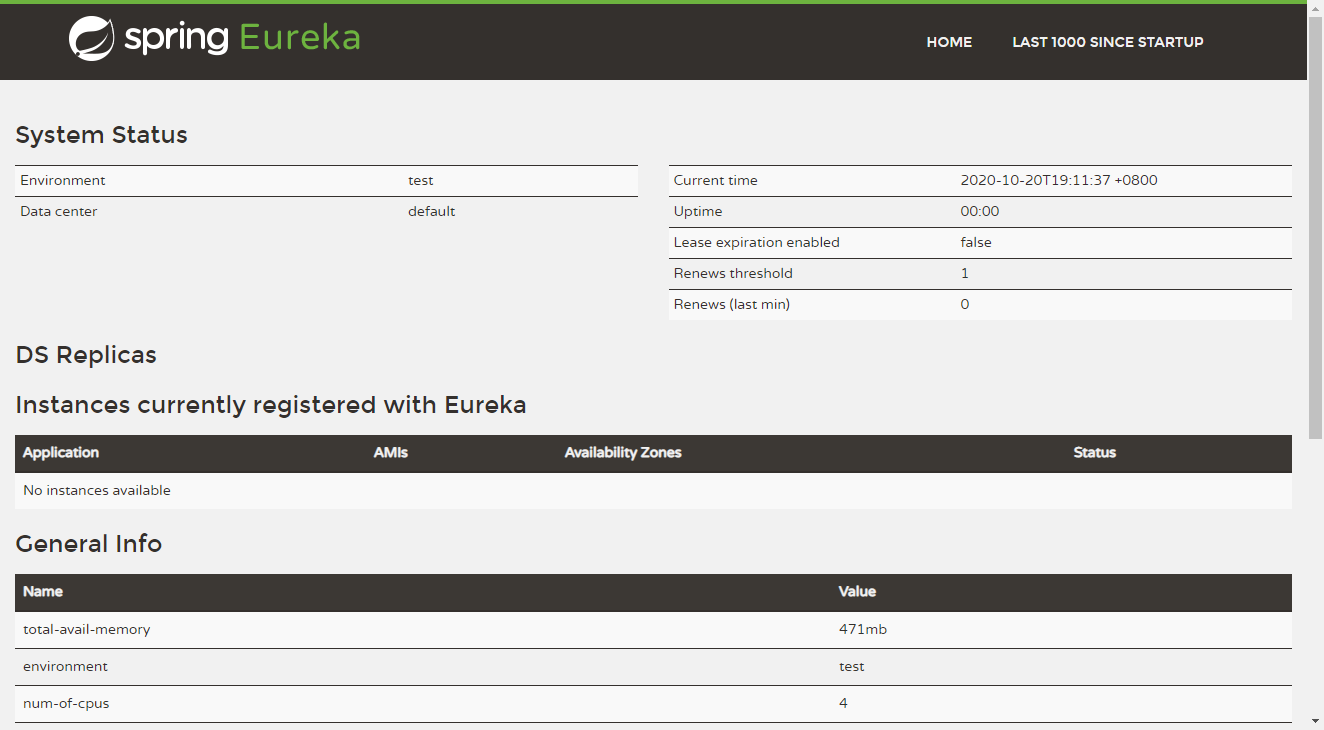 spring Eureka
HOME LAST 1000 SINCE STARTUP
System Status
Environment test
Data center default
Current time 2020-10-20T19:11:37 +0800
Uptime 00:00
Lease expiration enabled false
Renews threshold 1
Renews (last min) 0
DS Replicas
Instances currently registered with Eureka
Application AMIs Availability Zones Status
No instances available
General Info
Name Value
total-avail-memory 471mb
environment test
num-of-cpus 4